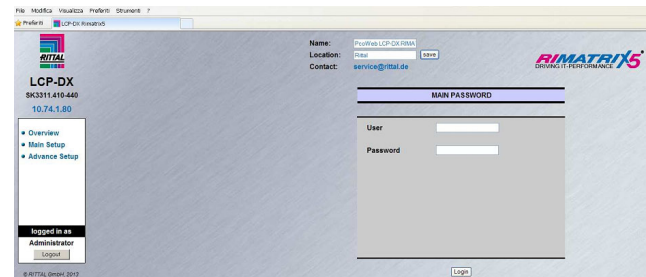 File Modifica Visualizza Preferiti Strumenti ?
Preferiti LCP-DX Rimatrix5
RITTAL
LCP-DX
SK3311.410-440
10.74.1.80
Overview
Main Setup
Advance Setup
logged in as
Administrator
Logout
© RITTAL GmbH, 2012
Name: PcoWeb LCP-DX RIMA
Location: Rittal save
Contact: service@rittal.de
RIMATRIX5
DRIVING IT-PERFORMANCE
MAIN PASSWORD
User
Password
Login